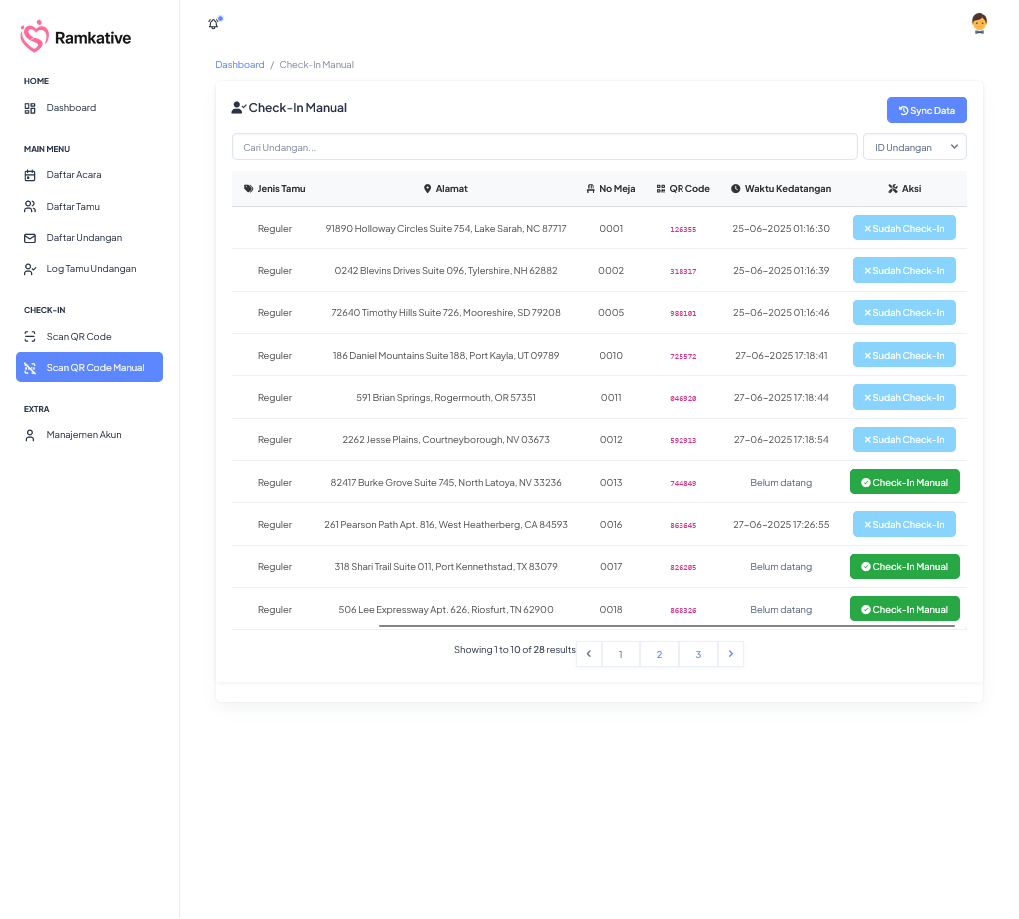 Ramkative
HOME
Dashboard
MAIN MENU
Daftar Acara
Daftar Tamu
Daftar Undangan
Log Tamu Undangan
CHECK-IN
Scan QR Code
Scan QR Code Manual
EXTRA
Manajemen Akun
Dashboard / Check-In Manual
Check-In Manual
Sync Data
Cari Undangan...
ID Undangan
Jenis Tamu Alamat No Meja QR Code Waktu Kedatangan Aksi
Reguler 91890 Holloway Circles Suite 754, Lake Sarah, NC 87717 0001 126355 25-06-2025 01:16:30 Sudah Check-In
Reguler 0242 Blevins Drives Suite 096, Tylershire, NH 62882 0002 318317 25-06-2025 01:16:39 Sudah Check-In
Reguler 72640 Timothy Hills Suite 726, Mooreshire, SD 79208 0005 988101 25-06-2025 01:16:46 Sudah Check-In
Reguler 186 Daniel Mountains Suite 188, Port Kayla, UT 09789 0010 725572 27-06-2025 17:18:41 Sudah Check-In
Reguler 591 Brian Springs, Rogermouth, OR 57351 0011 046920 27-06-2025 17:18:44 Sudah Check-In
Reguler 2262 Jesse Plains, Courtneyborough, NV 03673 0012 592913 27-06-2025 17:18:54 Sudah Check-In
Reguler 82417 Burke Grove Suite 745, North Latoya, NV 33236 0013 744849 Belum datang Check-In Manual
Reguler 261 Pearson Path Apt. 816, West Heatherberg, CA 84593 0016 863645 27-06-2025 17:26:55 Sudah Check-In
Reguler 318 Shari Trail Suite 011, Port Kennethstad, TX 83079 0017 826205 Belum datang Check-In Manual
Reguler 506 Lee Expressway Apt. 626, Riosfurt, TN 62900 0018 868326 Belum datang Check-In Manual
Showing 1 to 10 of 28 results 1 2 3